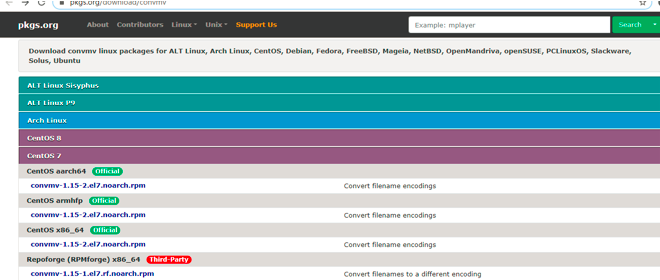 pkgs.org/download/convmv
pkgs.org About Contributors Linux Unix Support Us Example: mplayer Search
Download convmv linux packages for ALT Linux, Arch Linux, CentOS, Debian, Fedora, FreeBSD, Mageia, NetBSD, OpenMandriva, openSUSE, PCLinuxOS, Slackware,
Solus, Ubuntu
ALT Linux Sisyphus
ALT Linux P9
Arch Linux
CentOS 8
CentOS 7
CentOS aarch64 Official
convmv-1.15-2.el7.noarch.rpm Convert filename encodings
CentOS armhfp Official
convmv-1.15-2.el7.noarch.rpm Convert filename encodings
CentOS x86_64 Official
convmv-1.15-2.el7.noarch.rpm Convert filename encodings
Repoforge (RPMforge) x86_64 Third-Party
convmv-1.15-1.el7.rf.noarch.rpm Convert filenames to a different encoding